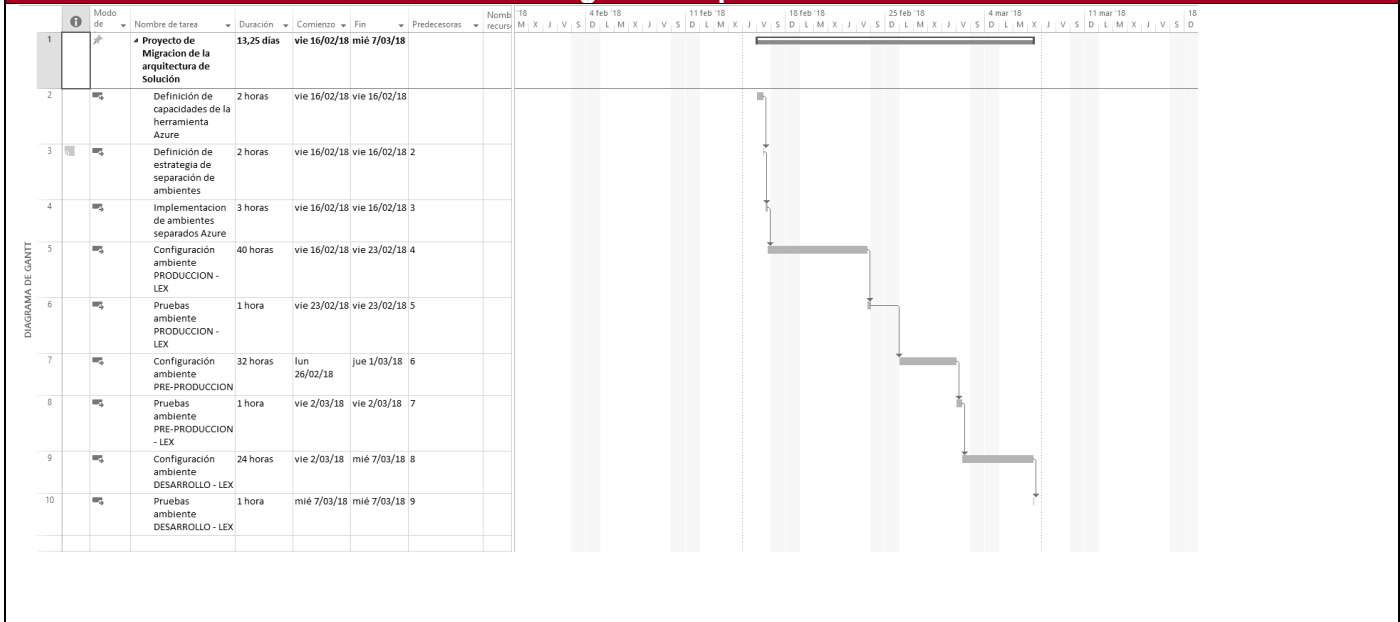 Modo de Nombre de tarea Duración Comienzo Fin Predecesoras Nomb recurs
'18 4 feb '18 11 feb '18 18 feb '18 25 feb '18 4 mar '18 11 mar '18 18
M X J V S D L M X J V S D L M X J V S D L M X J V S D L M X J V S D L M X J V S D L M X J V S D
1 Proyecto de 13,25 días vie 16/02/18 mié 7/03/18
Migracion de la
arquitectura de
Solución
2 Definición de 2 horas vie 16/02/18 vie 16/02/18
capacidades de la
herramienta
Azure
3 Definición de 2 horas vie 16/02/18 vie 16/02/18 2
estrategia de
separación de
ambientes
4 Implementacion 3 horas vie 16/02/18 vie 16/02/18 3
de ambientes
separados Azure
5 Configuración 40 horas vie 16/02/18 vie 23/02/18 4
ambiente
PRODUCCION -
LEX
6 Pruebas 1 hora vie 23/02/18 vie 23/02/18 5
ambiente
PRODUCCION -
LEX
7 Configuración 32 horas lun jue 1/03/18 6
ambiente 26/02/18
PRE-PRODUCCION
8 Pruebas 1 hora vie 2/03/18 vie 2/03/18 7
ambiente
PRE-PRODUCCION
- LEX
9 Configuración 24 horas vie 2/03/18 mié 7/03/18 8
ambiente
DESARROLLO - LEX
10 Pruebas 1 hora mié 7/03/18 mié 7/03/18 9
ambiente
DESARROLLO - LEX
DIAGRAMA DE GANTT